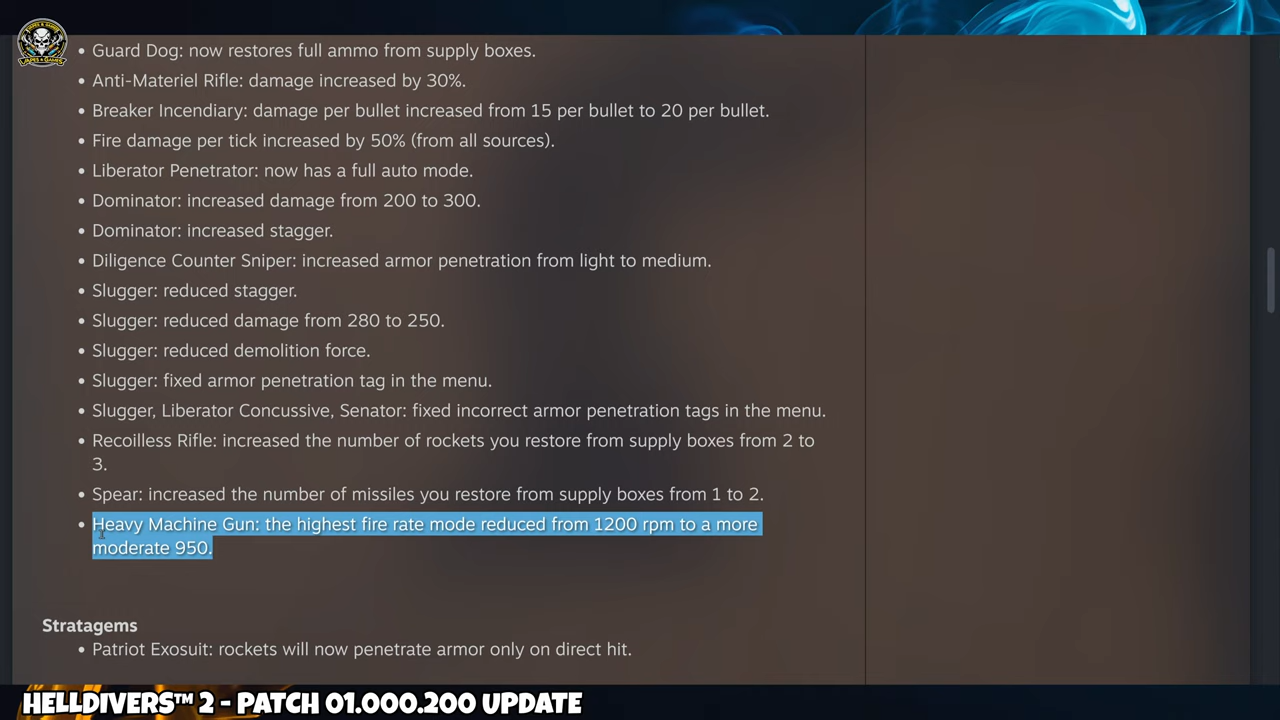 JAPES & GAMES
• Guard Dog: now restores full ammo from supply boxes.
• Anti-Materiel Rifle: damage increased by 30%.
• Breaker Incendiary: damage per bullet increased from 15 per bullet to 20 per bullet.
• Fire damage per tick increased by 50% (from all sources).
• Liberator Penetrator: now has a full auto mode.
• Dominator: increased damage from 200 to 300.
• Dominator: increased stagger.
• Diligence Counter Sniper: increased armor penetration from light to medium.
• Slugger: reduced stagger.
• Slugger: reduced damage from 280 to 250.
• Slugger: reduced demolition force.
• Slugger: fixed armor penetration tag in the menu.
• Slugger, Liberator Concussive, Senator: fixed incorrect armor penetration tags in the menu.
• Recoilless Rifle: increased the number of rockets you restore from supply boxes from 2 to
3.
• Spear: increased the number of missiles you restore from supply boxes from 1 to 2.
• Heavy Machine Gun: the highest fire rate mode reduced from 1200 rpm to a more
moderate 950.
Stratagems
• Patriot Exosuit: rockets will now penetrate armor only on direct hit.
HELLDIVERS™ 2 - PATCH 01.000.200 UPDATE